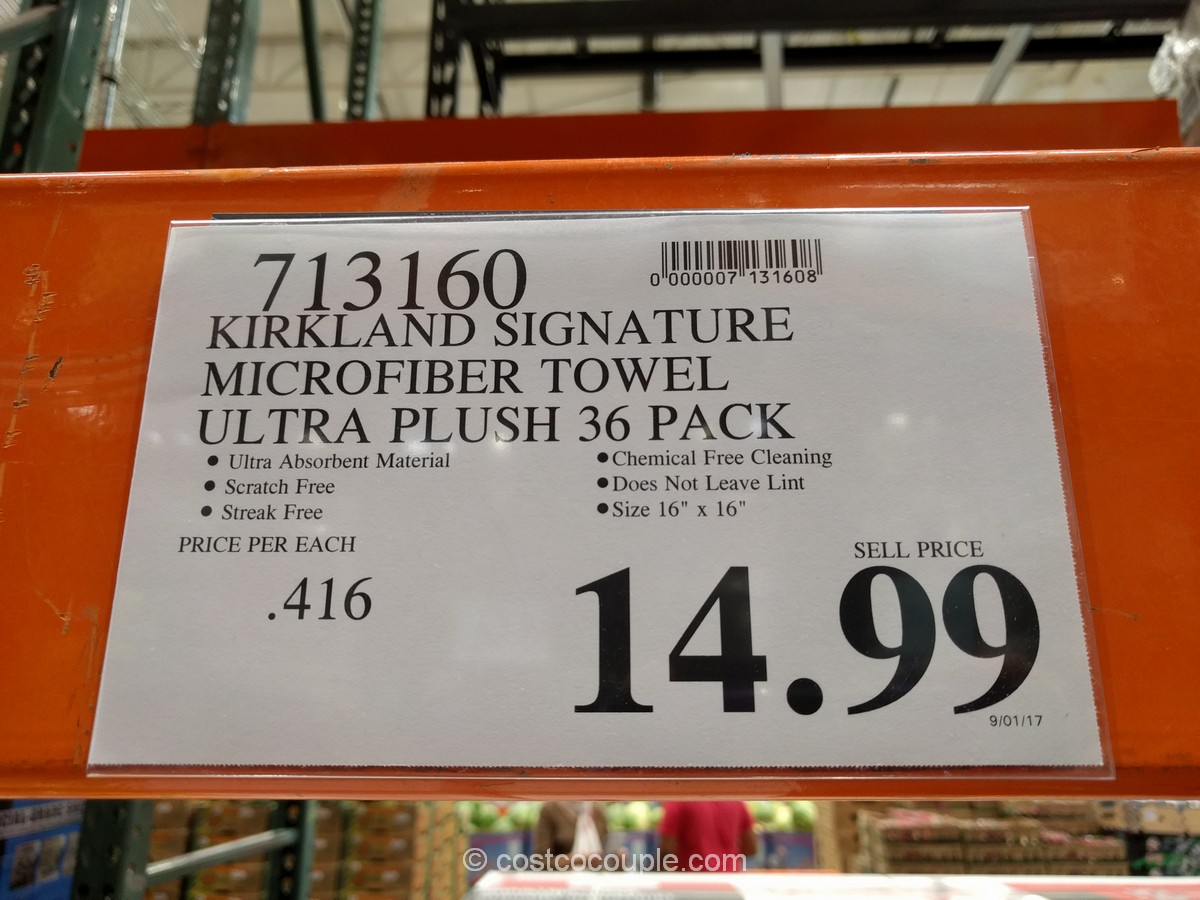 713160
0 000007 131608
KIRKLAND SIGNATURE
MICROFIBER TOWEL
ULTRA PLUSH 36 PACK
• Ultra Absorbent Material
• Scratch Free
• Streak Free
• Chemical Free Cleaning
• Does Not Leave Lint
• Size 16" x 16"
PRICE PER EACH
.416
SELL PRICE
14.99
9/01/17
© costcocouple.com